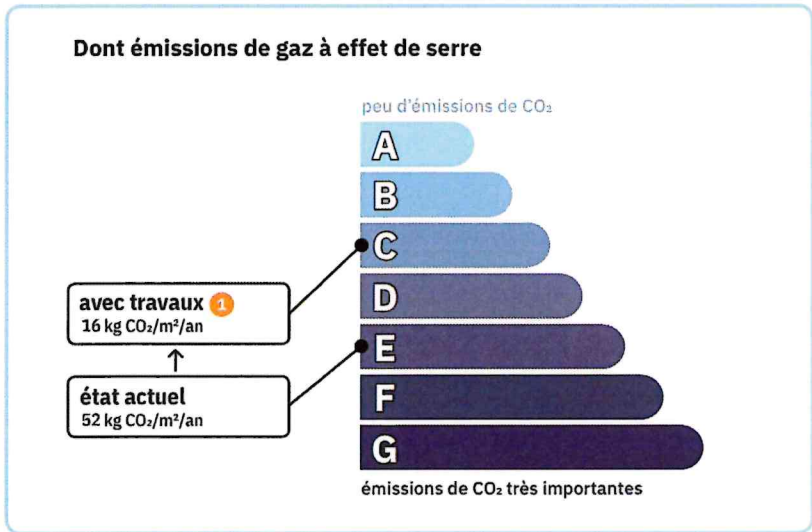 Dont émissions de gaz à effet de serre
peu d'émissions de CO₂
A
B
C
D
E
F
G
avec travaux 1
16 kg CO₂/m²/an
état actuel
52 kg CO₂/m²/an
émissions de CO₂ très importantes